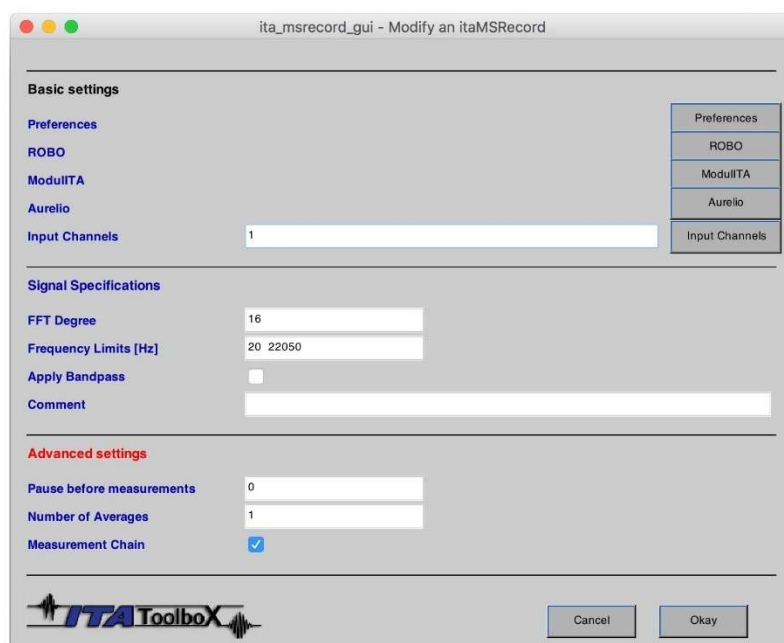 ita_msrecord_gui - Modify an itaMSRecord
Basic settings
Preferences Preferences
ROBO ROBO
ModulITA ModulITA
Aurelio Aurelio
Input Channels 1 Input Channels
Signal Specifications
FFT Degree 16
Frequency Limits [Hz] 20 22050
Apply Bandpass
Comment
Advanced settings
Pause before measurements 0
Number of Averages 1
Measurement Chain
ITA ToolboX Cancel Okay